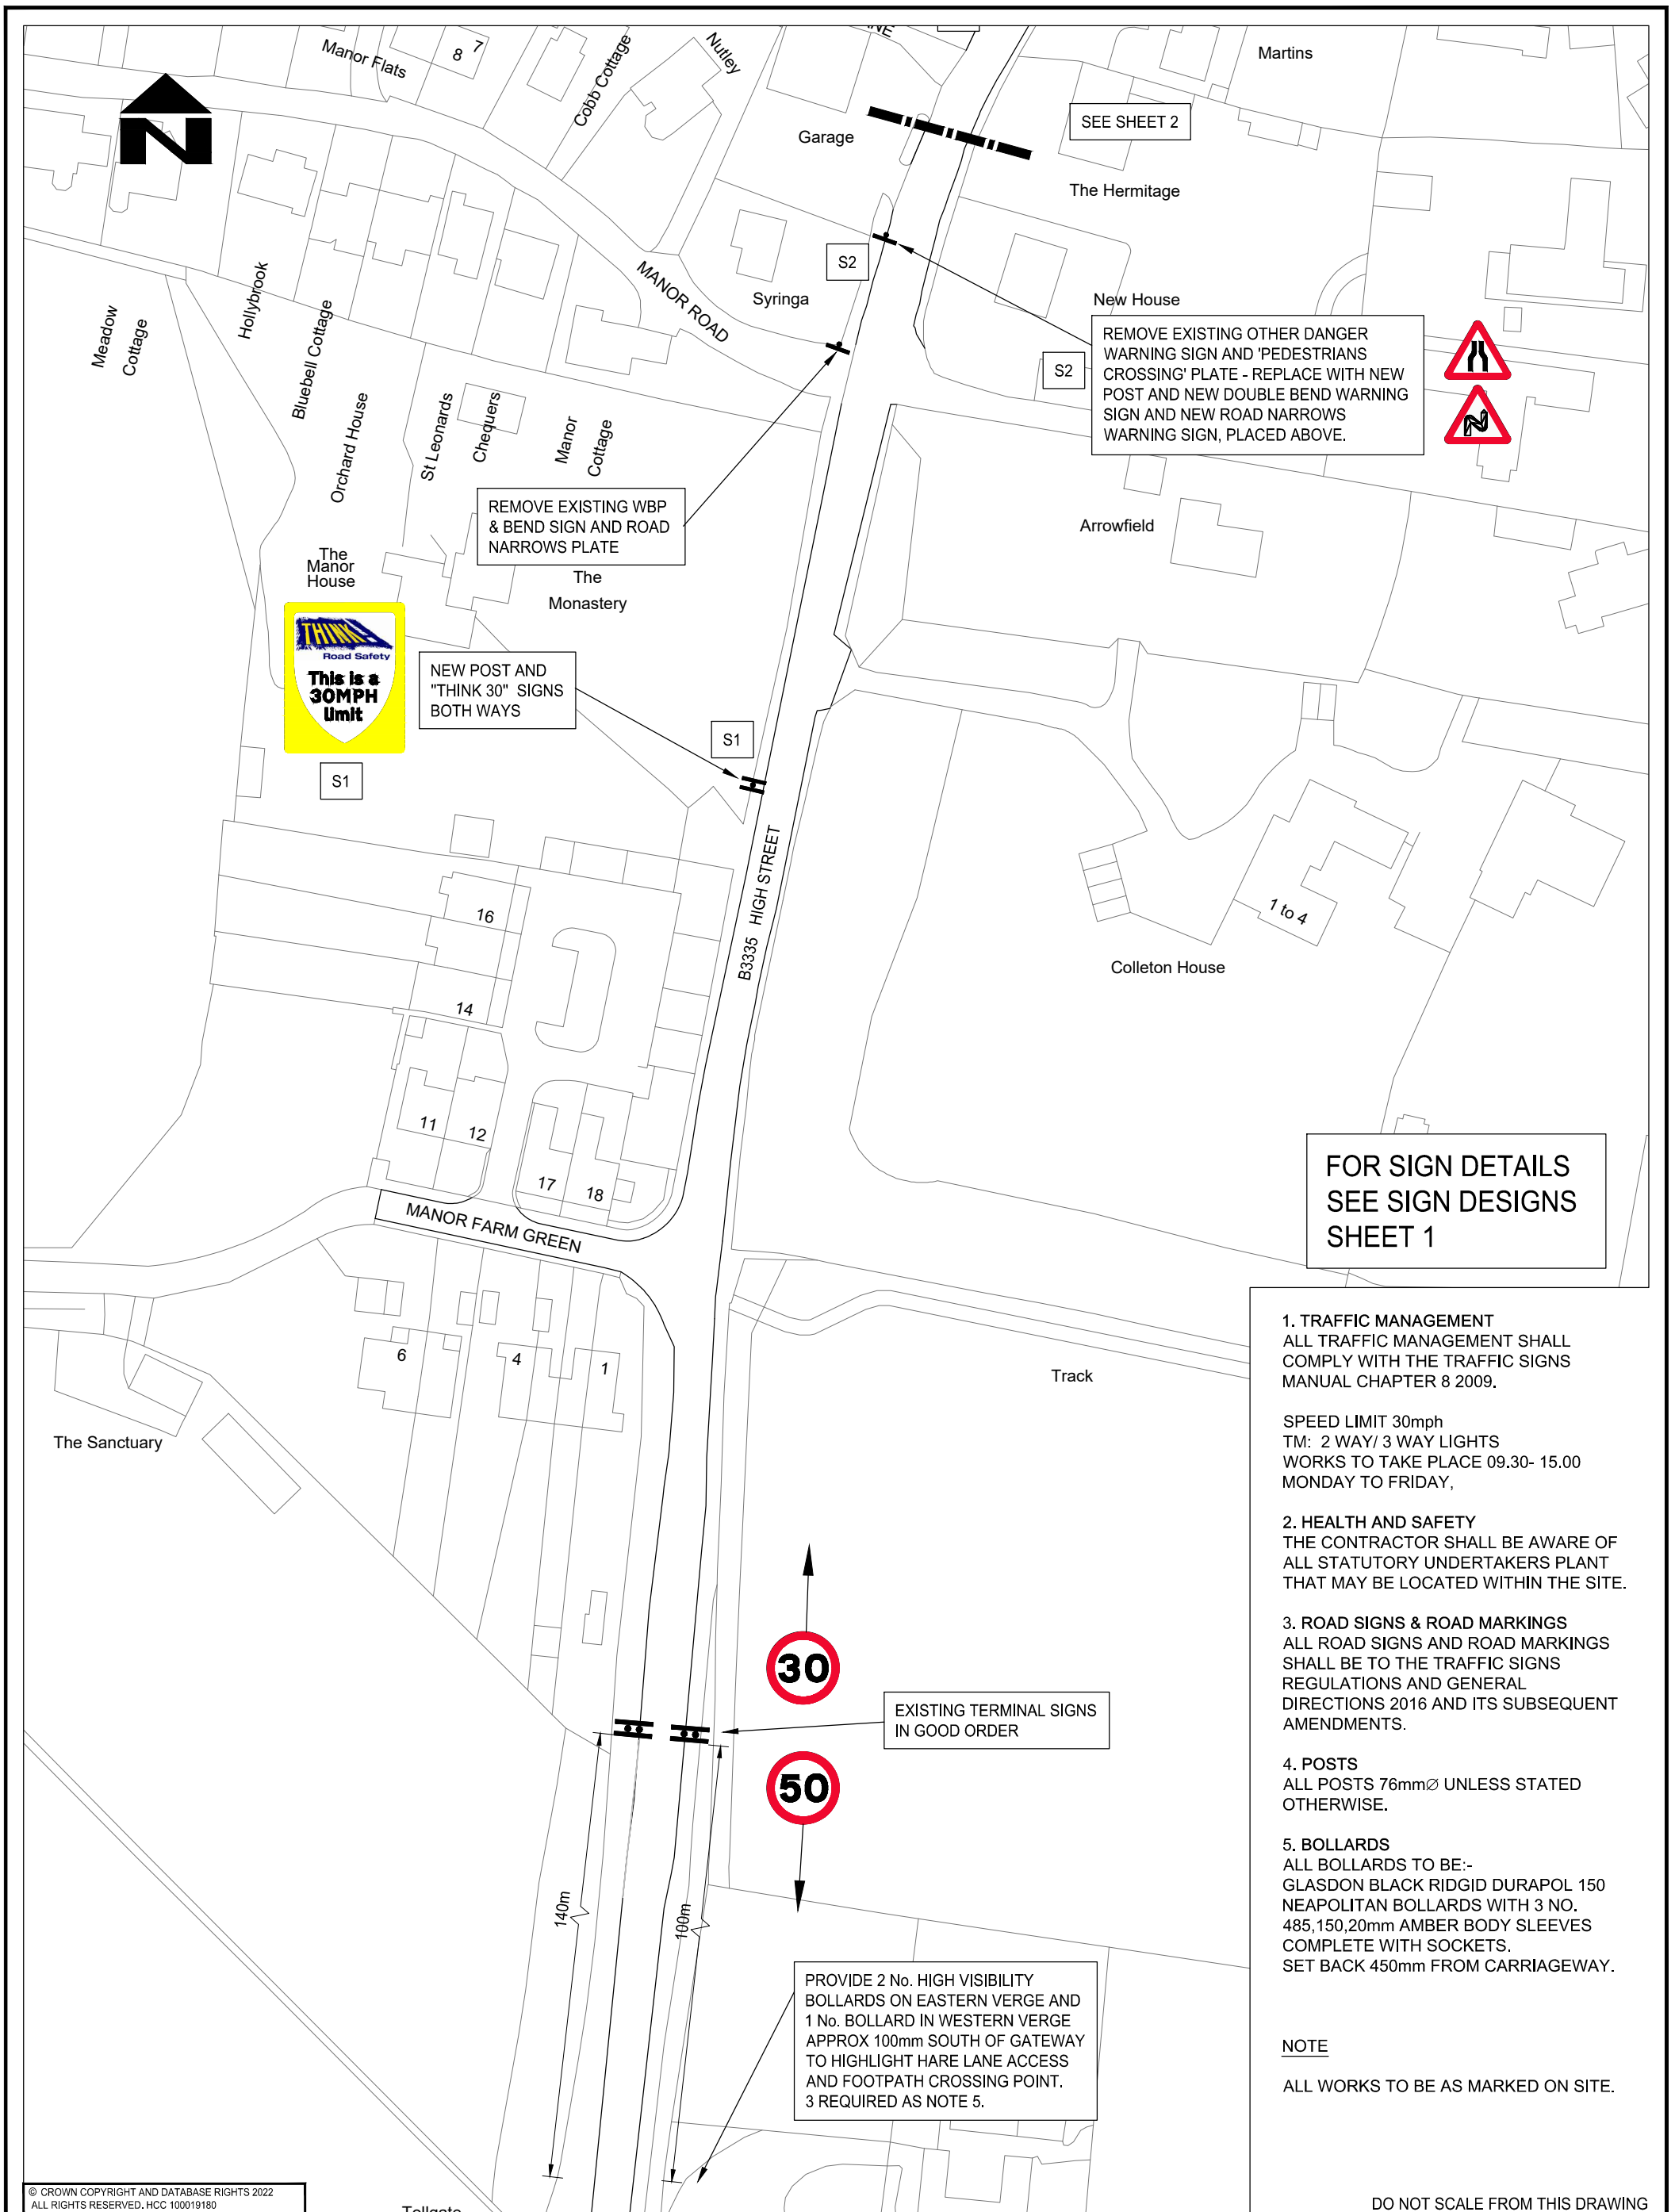 Manor Flats
8
7
Cobb Cottage
Nutley
Martins
Garage
SEE SHEET 2
The Hermitage
N
S2
MANOR ROAD
Syringa
New House
Meadow
Cottage
Hollybrook
Bluebell Cottage
Orchard House
St Leonards
Chequers
Manor
Cottage
S2
REMOVE EXISTING OTHER DANGER
WARNING SIGN AND 'PEDESTRIANS
CROSSING' PLATE - REPLACE WITH NEW
POST AND NEW DOUBLE BEND WARNING
SIGN AND NEW ROAD NARROWS
WARNING SIGN, PLACED ABOVE.
REMOVE EXISTING WBP
& BEND SIGN AND ROAD
NARROWS PLATE
Arrowfield
The
Manor
House
The
Monastery
THINK!
Road Safety
This is a
30MPH
limit
S1
NEW POST AND
"THINK 30" SIGNS
BOTH WAYS
S1
B3335 HIGH STREET
16
14
11
12
17
18
1 to 4
Colleton House
MANOR FARM GREEN
FOR SIGN DETAILS
SEE SIGN DESIGNS
SHEET 1
6
4
1
Track
The Sanctuary
30
EXISTING TERMINAL SIGNS
IN GOOD ORDER
50
140m
100m
PROVIDE 2 No. HIGH VISIBILITY
BOLLARDS ON EASTERN VERGE AND
1 No. BOLLARD IN WESTERN VERGE
APPROX 100mm SOUTH OF GATEWAY
TO HIGHLIGHT HARE LANE ACCESS
AND FOOTPATH CROSSING POINT.
3 REQUIRED AS NOTE 5.
1. TRAFFIC MANAGEMENT
ALL TRAFFIC MANAGEMENT SHALL
COMPLY WITH THE TRAFFIC SIGNS
MANUAL CHAPTER 8 2009.
SPEED LIMIT 30mph
TM: 2 WAY/ 3 WAY LIGHTS
WORKS TO TAKE PLACE 09.30- 15.00
MONDAY TO FRIDAY,
2. HEALTH AND SAFETY
THE CONTRACTOR SHALL BE AWARE OF
ALL STATUTORY UNDERTAKERS PLANT
THAT MAY BE LOCATED WITHIN THE SITE.
3. ROAD SIGNS & ROAD MARKINGS
ALL ROAD SIGNS AND ROAD MARKINGS
SHALL BE TO THE TRAFFIC SIGNS
REGULATIONS AND GENERAL
DIRECTIONS 2016 AND ITS SUBSEQUENT
AMENDMENTS.
4. POSTS
ALL POSTS 76mmØ UNLESS STATED
OTHERWISE.
5. BOLLARDS
ALL BOLLARDS TO BE:-
GLASDON BLACK RIDGID DURAPOL 150
NEAPOLITAN BOLLARDS WITH 3 NO.
485,150,20mm AMBER BODY SLEEVES
COMPLETE WITH SOCKETS.
SET BACK 450mm FROM CARRIAGEWAY.
NOTE
ALL WORKS TO BE AS MARKED ON SITE.
© CROWN COPYRIGHT AND DATABASE RIGHTS 2022
ALL RIGHTS RESERVED. HCC 100019180
DO NOT SCALE FROM THIS DRAWING